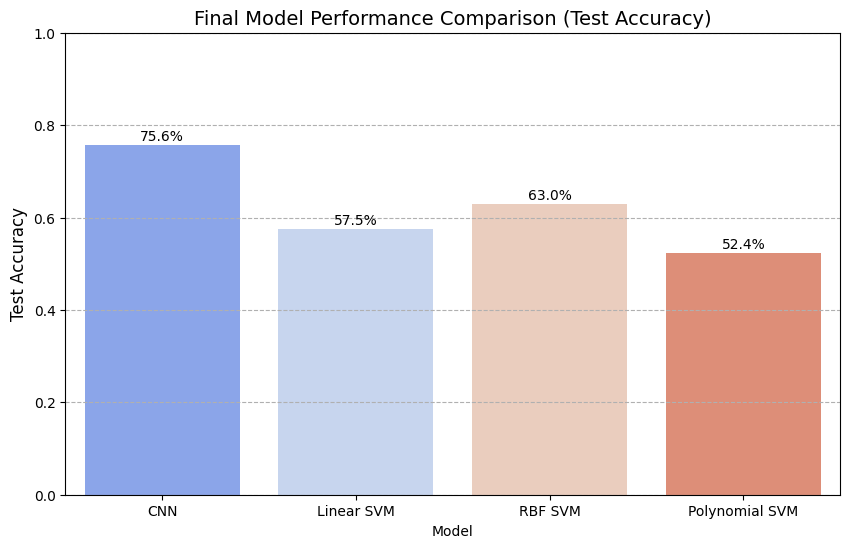 Final Model Performance Comparison (Test Accuracy)
Test Accuracy
1.0
0.8
0.6
0.4
0.2
0.0
75.6%
57.5%
63.0%
52.4%
CNN
Linear SVM
RBF SVM
Polynomial SVM
Model